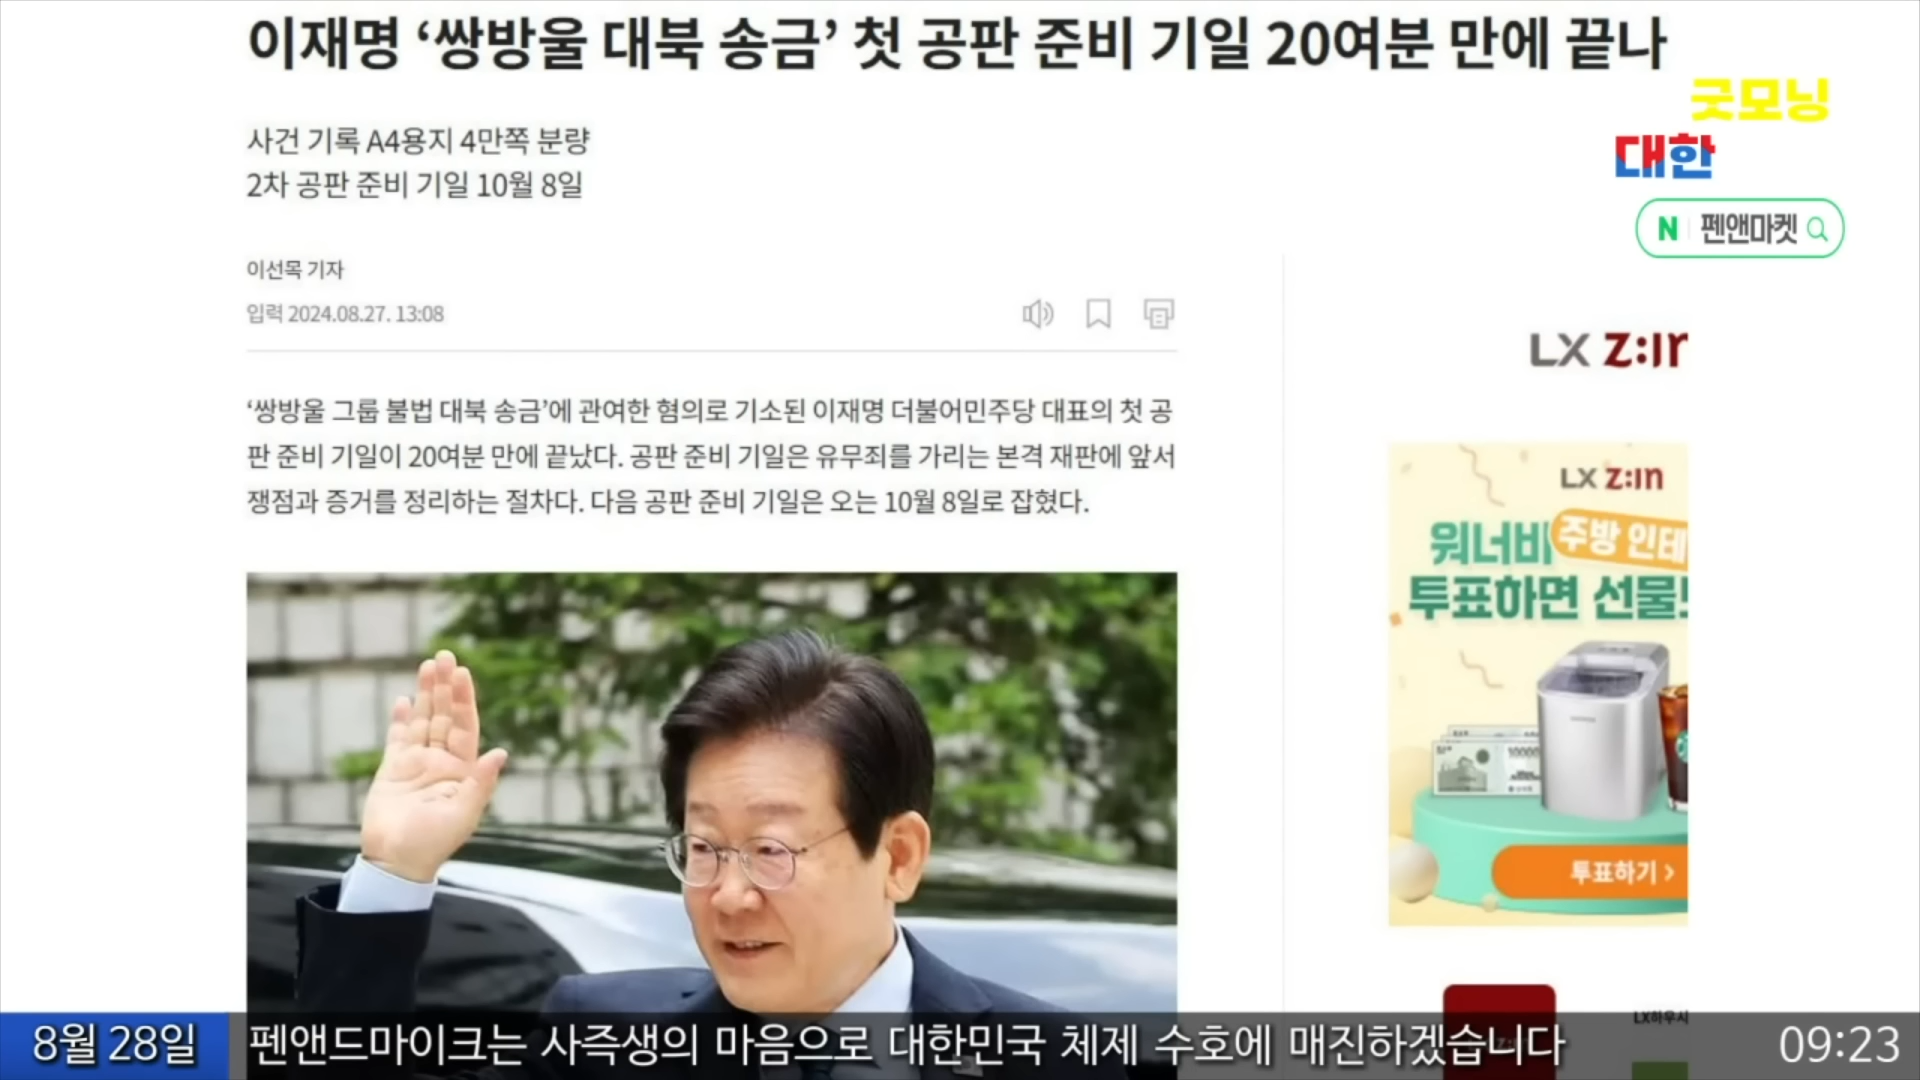 이재명 ‘쌍방울 대북 송금’ 첫 공판 준비 기일 20여분 만에 끝나
굿모닝
대한
사건 기록 A4용지 4만쪽 분량
2차 공판 준비 기일 10월 8일
N 펜앤마켓
이선목 기자
입력 2024.08.27. 13:08
‘쌍방울 그룹 불법 대북 송금’에 관여한 혐의로 기소된 이재명 더불어민주당 대표의 첫 공
판 준비 기일이 20여분 만에 끝났다. 공판 준비 기일은 유무죄를 가리는 본격 재판에 앞서
쟁점과 증거를 정리하는 절차다. 다음 공판 준비 기일은 오는 10월 8일로 잡혔다.
LX Z:IN
LX Z:IN
워너비 주방 인테
투표하면 선물
10000
투표하기 >
LX하우시
8월 28일
펜앤드마이크는 사즉생의 마음으로 대한민국 체제 수호에 매진하겠습니다
09:23